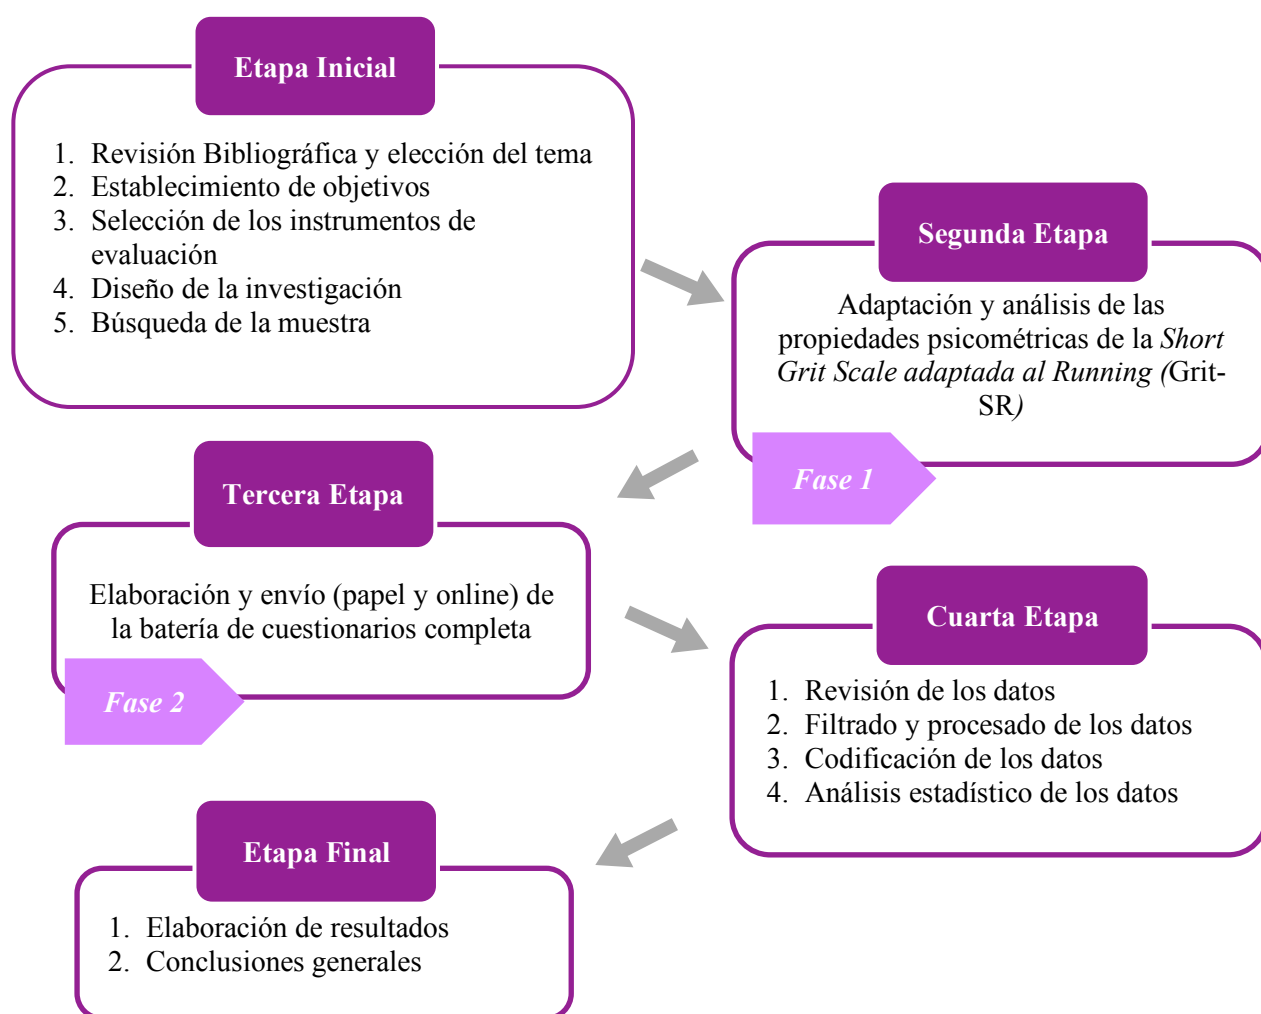 Etapa Inicial
1. Revisión Bibliográfica y elección del tema
2. Establecimiento de objetivos
3. Selección de los instrumentos de
evaluación
4. Diseño de la investigación
5. Búsqueda de la muestra
Segunda Etapa
Adaptación y análisis de las
propiedades psicométricas de la Short
Grit Scale adaptada al Running (Grit-
SR)
Fase 1
Tercera Etapa
Elaboración y envío (papel y online) de
la batería de cuestionarios completa
Fase 2
Cuarta Etapa
1. Revisión de los datos
2. Filtrado y procesado de los datos
3. Codificación de los datos
4. Análisis estadístico de los datos
Etapa Final
1. Elaboración de resultados
2. Conclusiones generales